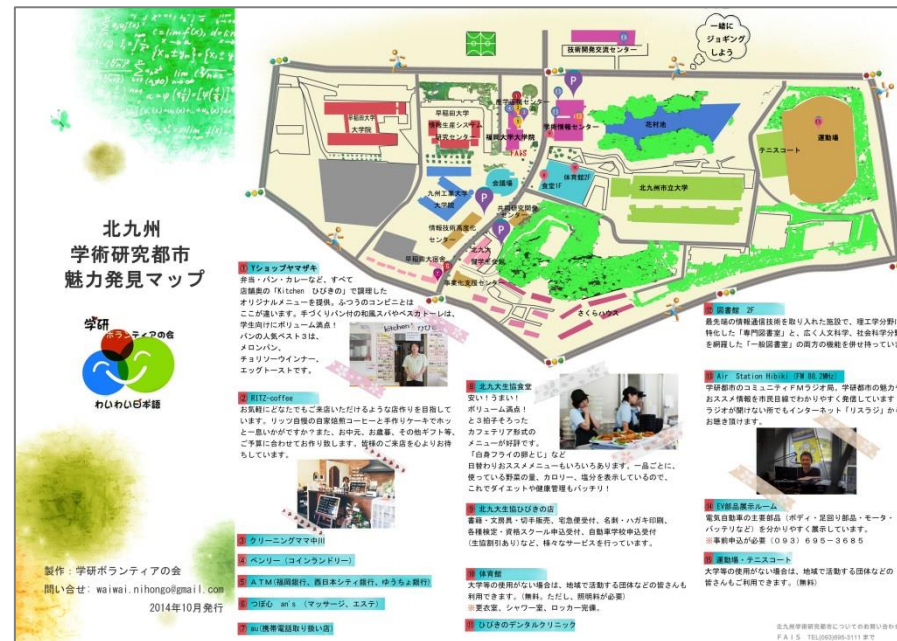 北九州
学術研究都市
魅力発見マップ
学研
ボランティアの会
わいわい日本語
製作：学研ボランティアの会
問い合せ: waiwai.nihongo@gmail.com
2014年10月発行
一緒に
ジョギング
しよう
技術開発交流センター
産学連携センター
早稲田大学
大学院
早稲田大学
情報生産システム
研究センター
福岡大学大学院
FAIS
学術情報センター
花村池
運動場
テニスコート
会議場
食堂1F
体育館2F
北九州市立大学
九州工業大学
大学院
共同研究開発
センター
情報技術高度化
センター
早稲田大宿舎
北九大
留学生会館
事業化支援センター
さくらハウス
① Yショップヤマザキ
弁当・パン・カレーなど、すべて
店舗奥の「Kitchen ひびきの」で調理した
オリジナルメニューを提供。ふつうのコンビニとは
ここが違います。手づくりパン付の和風スパやペスカトーレは、
学生向けにボリューム満点！
パンの人気ベスト3は、
メロンパン、
チョリソーウインナー、
エッグトーストです。
② RITZ-coffee
お気軽にどなたでもご来店いただけるような店作りを目指して
います。リッツ自慢の自家焙煎コーヒーと手作りケーキでホッ
と一息いかがですか？また、お中元、お歳暮、その他ギフト等、
ご予算に合わせてお作り致します。皆様のご来店を心よりお待
ちしています。
③ クリーニングママ中川
④ ベンリー（コインランドリー）
⑤ ATM(福岡銀行、西日本シティ銀行、ゆうちょ銀行)
⑥ つぼ心 an's （マッサージ、エステ）
⑦ au(携帯電話取り扱い店)
⑧ 北九大生協食堂
安い！うまい！
ボリューム満点！
と3拍子そろった
カフェテリア形式の
メニューが好評です。
「白身フライの卵とじ」など
日替わりおススメメニューもいろいろあります。一品ごとに、
使っている野菜の量、カロリー、塩分を表示しているので、
これでダイエットや健康管理もバッチリ！
⑨ 北九大生協ひびきの店
書籍・文房具・切手販売、宅急便受付、名刺・ハガキ印刷、
各種検定・資格スクール申込受付、自動車学校申込受付
(生協割引あり)など、様々なサービスを行っています。
⑩ 体育館
大学等の使用がない場合は、地域で活動する団体などの皆さんも
利用できます。（無料。ただし、照明料が必要）
※更衣室、シャワー室、ロッカー完備。
⑪ ひびきのデンタルクリニック
⑫ 図書館 2F
最先端の情報通信技術を取り入れた施設で、理工学分野に
特化した「専門図書室」と、広く人文科学、社会科学分野
を網羅した「一般図書室」の両方の機能を併せ持ってい
⑬ Air Station Hibiki (FM 88.2MHz)
学研都市のコミュニティFMラジオ局。学研都市の魅力や
おススメ情報を市民目線でわかりやすく発信しています
ラジオが聞けない所でもインターネット「リスラジ」から
お聴き頂けます。
⑭ EV部品展示ルーム
電気自動車の主要部品（ボディ・足回り部品・モータ・
バッテリなど）を分かりやすく展示しています。
※事前申込が必要（093）695-3685
⑮ 運動場・テニスコート
大学等の使用がない場合は、地域で活動する団体などの
皆さんもご利用できます。（無料）
北九州学術研究都市についてのお問い合わせ
FAIS TEL(093)695-3111 まで